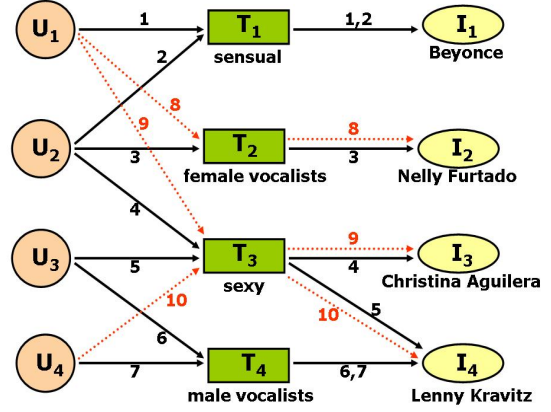 U1 1 T1 1,2 I1
sensual Beyonce
2
8
9
U2 3 T2 8 3 I2
female vocalists Nelly Furtado
4
U3 5 T3 9 4 I3
sexy Christina Aguilera
10 10 5
6
U4 7 T4 6,7 I4
male vocalists Lenny Kravitz